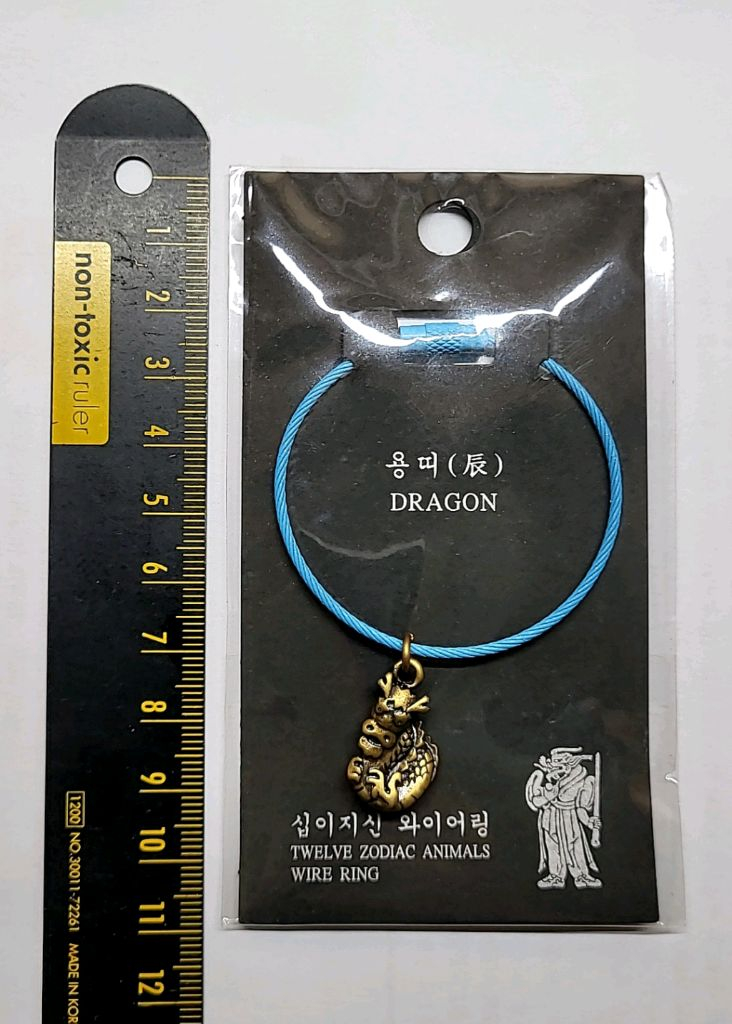 non-toxic ruler
1
2
3
4
5
6
7
8
9
10
11
12
1200 NO.30011-72261 MADE IN KOR
용띠(辰)
DRAGON
십이지신 와이어링
TWELVE ZODIAC ANIMALS
WIRE RING